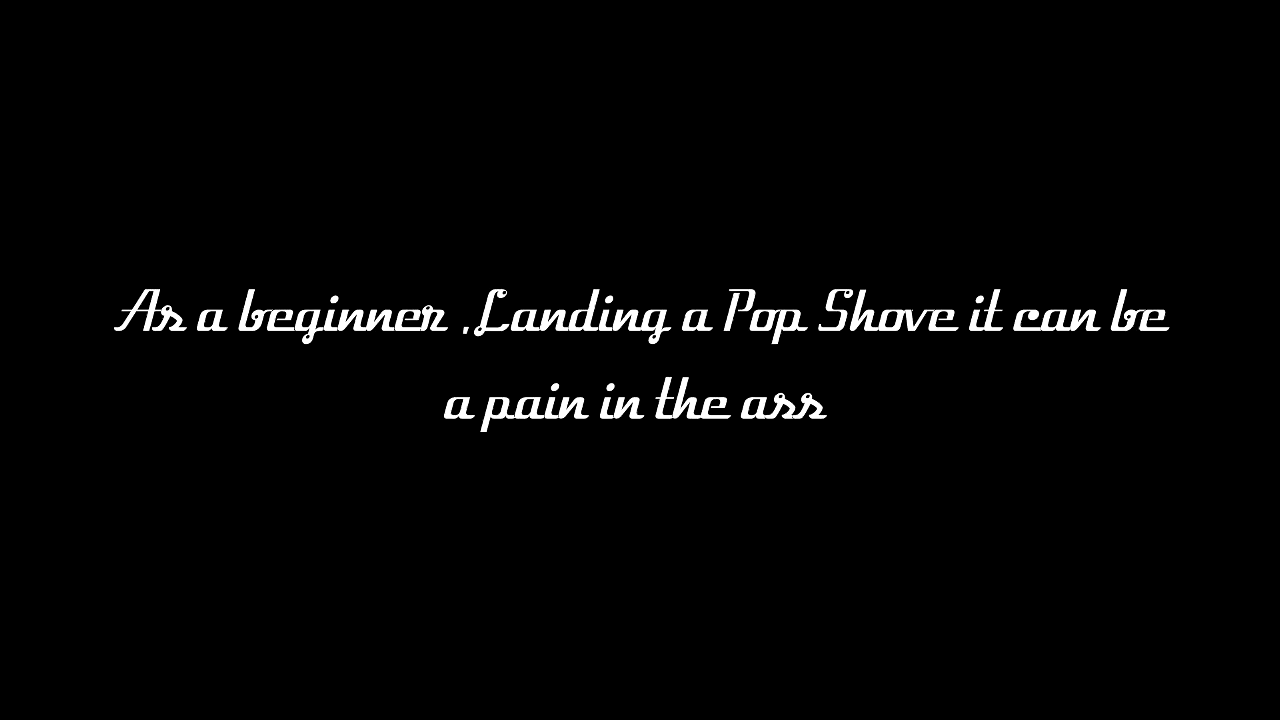 As a beginner ,Landing a Pop Shove it can be
a pain in the ass